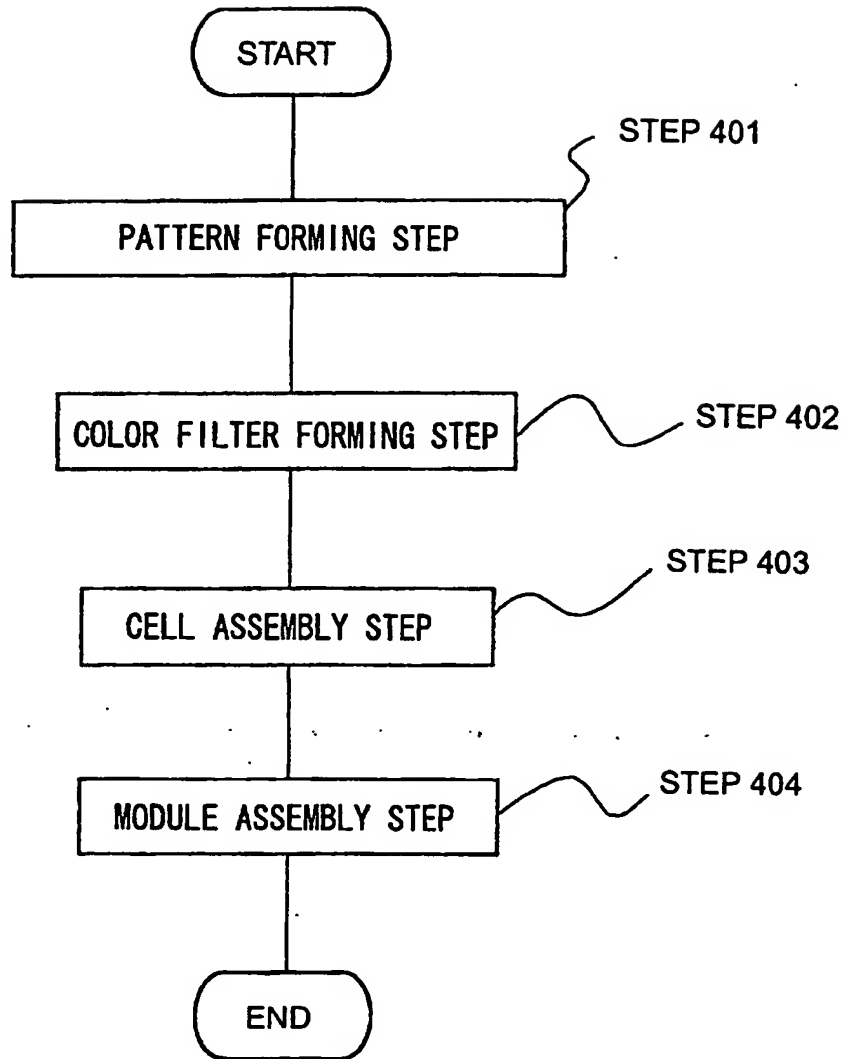 START
STEP 401
PATTERN FORMING STEP
COLOR FILTER FORMING STEP
STEP 402
STEP 403
CELL ASSEMBLY STEP
STEP 404
MODULE ASSEMBLY STEP
END